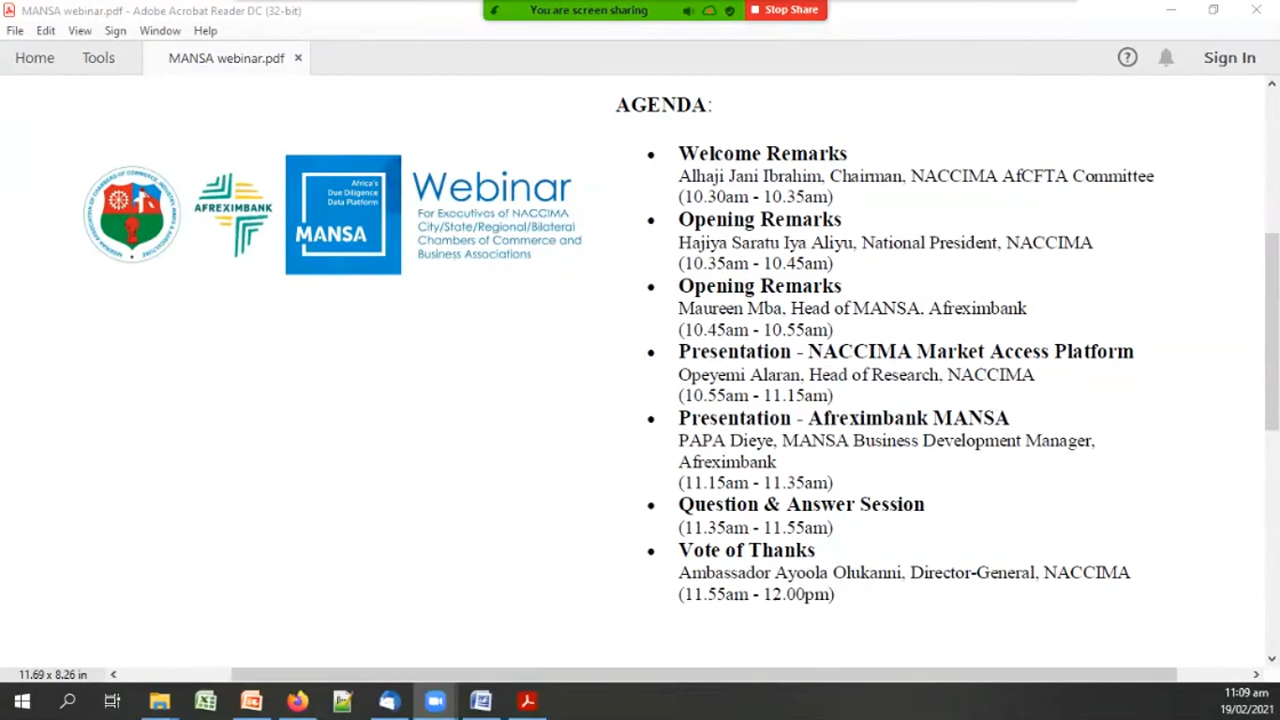 MANSA webinar.pdf - Adobe Acrobat Reader DC (32-bit)
You are screen sharing
Stop Share
File Edit View Sign Window Help
Home Tools MANSA webinar.pdf Sign In
AGENDA:
AFREXIMBANK
Africa's
Due Diligence
Data Platform
MANSA
Webinar
For Executives of NACCIMA
City/State/Regional/Bilateral
Chambers of Commerce and
Business Associations
• Welcome Remarks
Alhaji Jani Ibrahim, Chairman, NACCIMA AfCFTA Committee
(10.30am - 10.35am)
• Opening Remarks
Hajiya Saratu Iya Aliyu, National President, NACCIMA
(10.35am - 10.45am)
• Opening Remarks
Maureen Mba, Head of MANSA, Afreximbank
(10.45am - 10.55am)
• Presentation - NACCIMA Market Access Platform
Opeyemi Alaran, Head of Research, NACCIMA
(10.55am - 11.15am)
• Presentation - Afreximbank MANSA
PAPA Dieye, MANSA Business Development Manager,
Afreximbank
(11.15am - 11.35am)
• Question & Answer Session
(11.35am - 11.55am)
• Vote of Thanks
Ambassador Ayoola Olukanni, Director-General, NACCIMA
(11.55am - 12.00pm)
11.69 x 8.26 in
11:09 am
19/02/2021